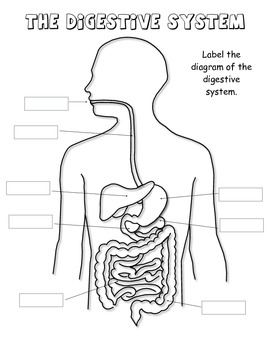 THE DIGESTIVE SYSTEM
Label the
diagram of the
digestive
system.